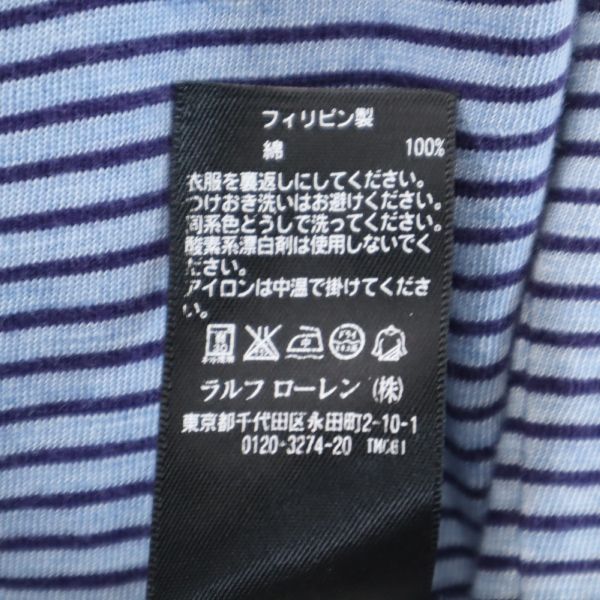 フィリピン製
綿 100%
衣服を裏返しにしてください。
つけおき洗いはお避けください。
同系色どうしで洗ってください。
酸素系漂白剤は使用しないでく
ださい。
アイロンは中温で掛けてくださ
い。
ドライ
ラルフ ローレン (株)
東京都千代田区永田町2-10-1
0120-3274-20 TMC61